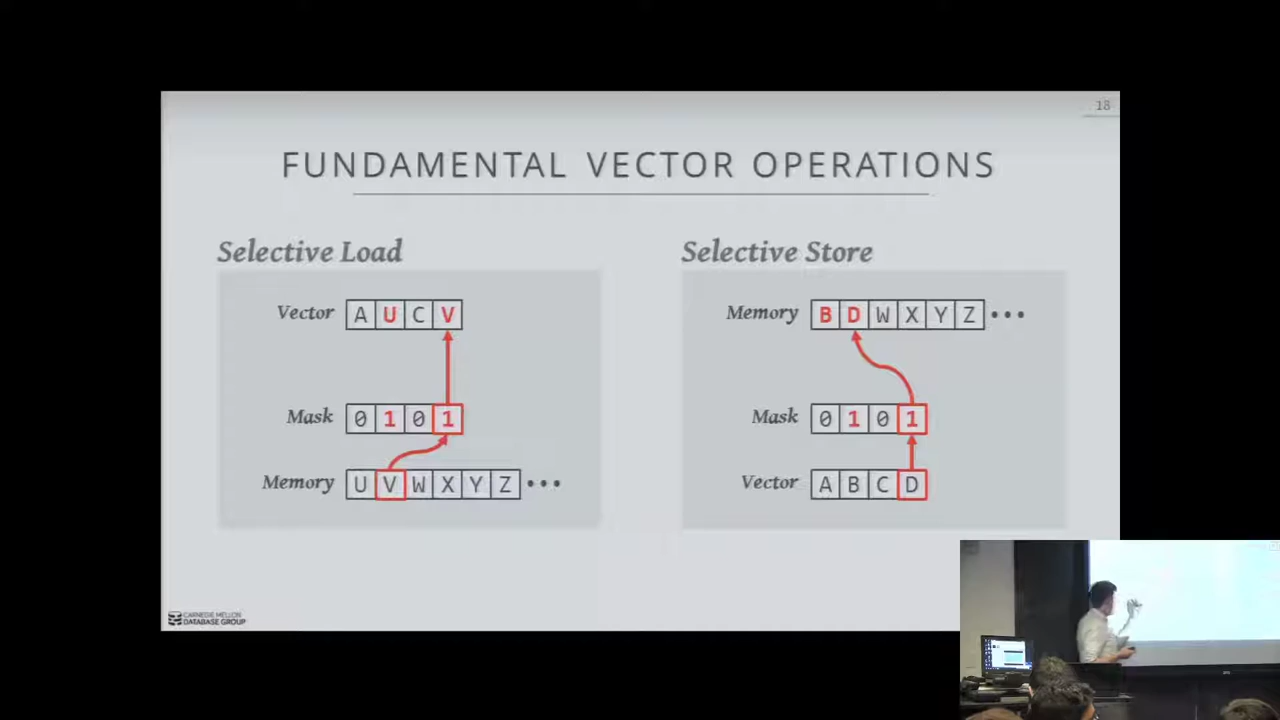 18
FUNDAMENTAL VECTOR OPERATIONS
Selective Load
Vector A U C V
Mask 0 1 0 1
Memory U V W X Y Z •••
Selective Store
Memory B D W X Y Z •••
Mask 0 1 0 1
Vector A B C D
CARNEGIE MELLON
DATABASE GROUP